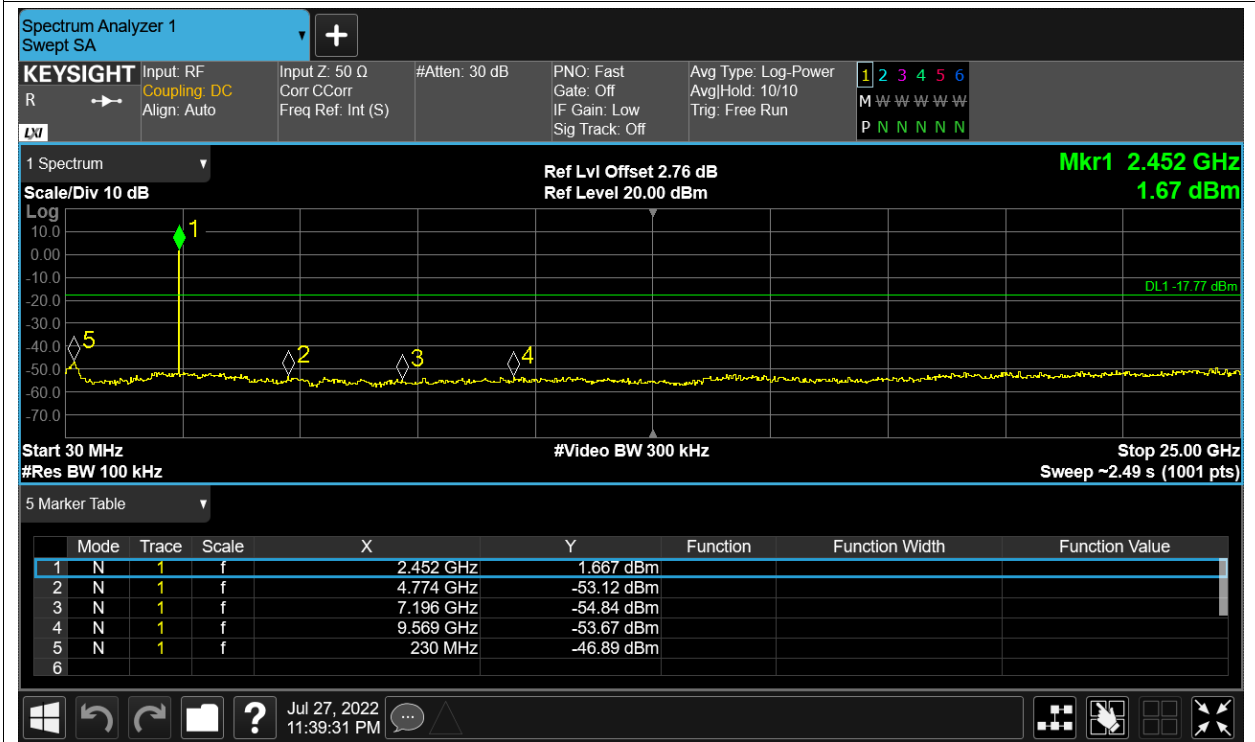 Spectrum Analyzer 1
Swept SA
KEYSIGHT
R
LXI
Input: RF
Coupling: DC
Align: Auto
Input Z: 50 Ω
Corr CCorr
Freq Ref: Int (S)
#Atten: 30 dB
PNO: Fast
Gate: Off
IF Gain: Low
Sig Track: Off
Avg Type: Log-Power
Avg|Hold: 10/10
Trig: Free Run
1 2 3 4 5 6
M W W W W W
P N N N N N
1 Spectrum
Scale/Div 10 dB
Ref Lvl Offset 2.76 dB
Ref Level 20.00 dBm
Mkr1 2.452 GHz
1.67 dBm
Log
10.0
0.00
-10.0
-20.0
-30.0
-40.0
-50.0
-60.0
-70.0
1
5
2
3
4
DL1 -17.77 dBm
Start 30 MHz
#Res BW 100 kHz
#Video BW 300 kHz
Stop 25.00 GHz
Sweep ~2.49 s (1001 pts)
5 Marker Table
Mode Trace Scale X Y Function Function Width Function Value
1 N 1 f 2.452 GHz 1.667 dBm
2 N 1 f 4.774 GHz -53.12 dBm
3 N 1 f 7.196 GHz -54.84 dBm
4 N 1 f 9.569 GHz -53.67 dBm
5 N 1 f 230 MHz -46.89 dBm
6
?
Jul 27, 2022
11:39:31 PM